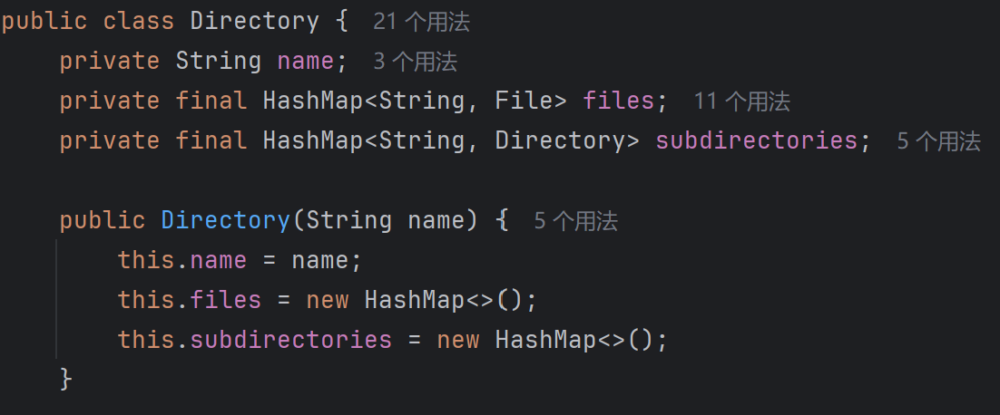 public class Directory { 21 个用法
private String name; 3 个用法
private final HashMap<String, File> files; 11 个用法
private final HashMap<String, Directory> subdirectories; 5 个用法
public Directory(String name) { 5 个用法
this.name = name;
this.files = new HashMap<>();
this.subdirectories = new HashMap<>();
}